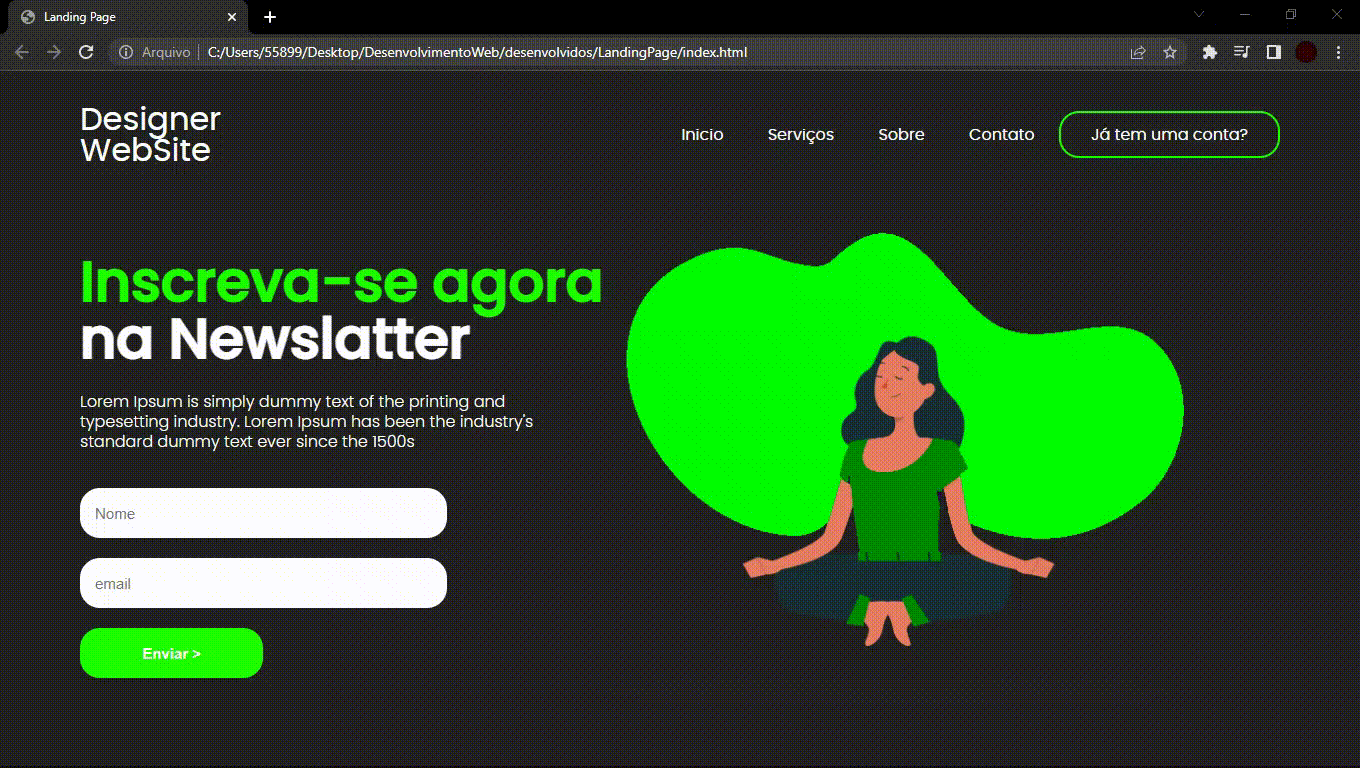 Landing Page
Arquivo C:/Users/55899/Desktop/DesenvolvimentoWeb/desenvolvidos/LandingPage/index.html
Designer
WebSite
Inicio Serviços Sobre Contato Já tem uma conta?
Inscreva-se agora
na Newslatter
Lorem Ipsum is simply dummy text of the printing and
typesetting industry. Lorem Ipsum has been the industry's
standard dummy text ever since the 1500s
Nome
email
Enviar >